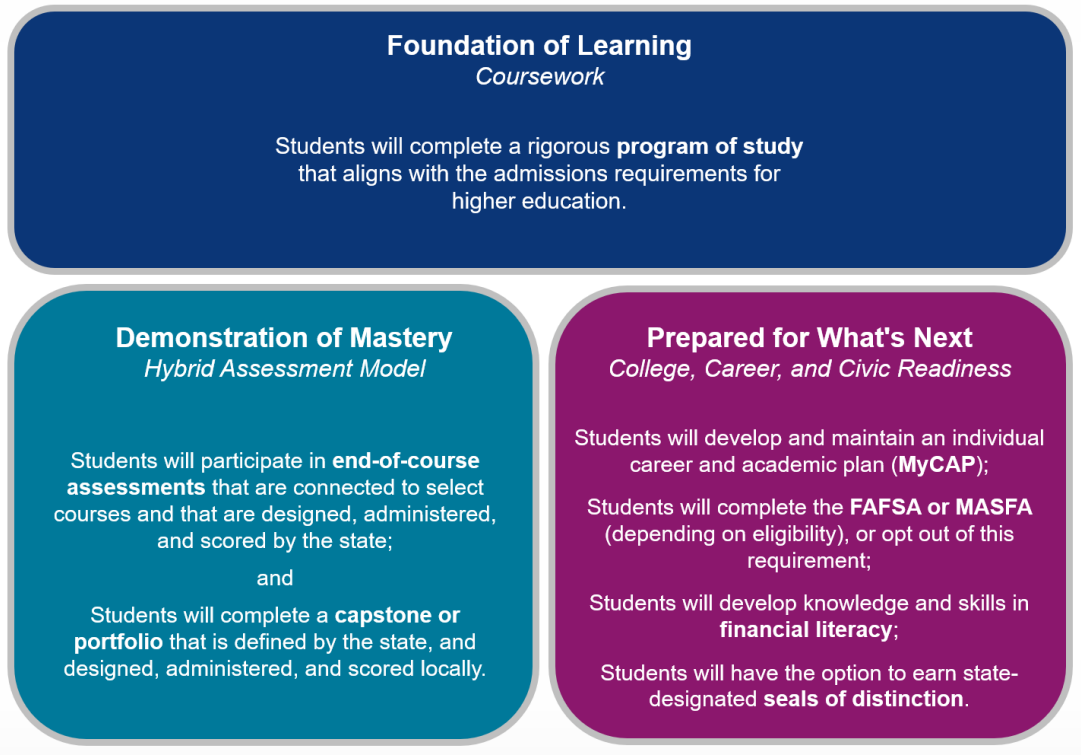 Foundation of Learning
Coursework
Students will complete a rigorous program of study
that aligns with the admissions requirements for
higher education.
Demonstration of Mastery
Hybrid Assessment Model
Students will participate in end-of-course
assessments that are connected to select
courses and that are designed, administered,
and scored by the state;
and
Students will complete a capstone or
portfolio that is defined by the state, and
designed, administered, and scored locally.
Prepared for What's Next
College, Career, and Civic Readiness
Students will develop and maintain an individual
career and academic plan (MyCAP);
Students will complete the FAFSA or MASFA
(depending on eligibility), or opt out of this
requirement;
Students will develop knowledge and skills in
financial literacy;
Students will have the option to earn state-
designated seals of distinction.